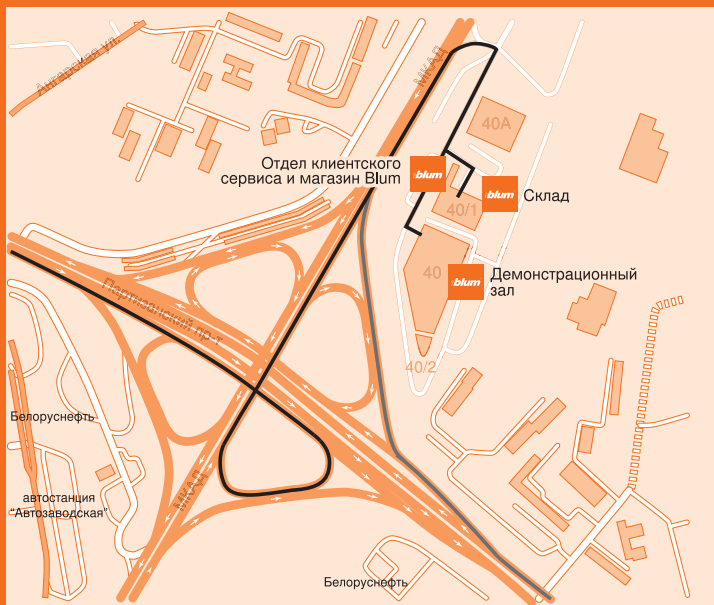 Ангарская ул.
МКАД
40А
Отдел клиентского
сервиса и магазин Blum
blum
40/1
blum
Склад
40
blum
Демонстрационный
зал
Партизанский пр-т
40/2
Белоруснефть
МКАД
автостанция
“Автозаводская”
Белоруснефть